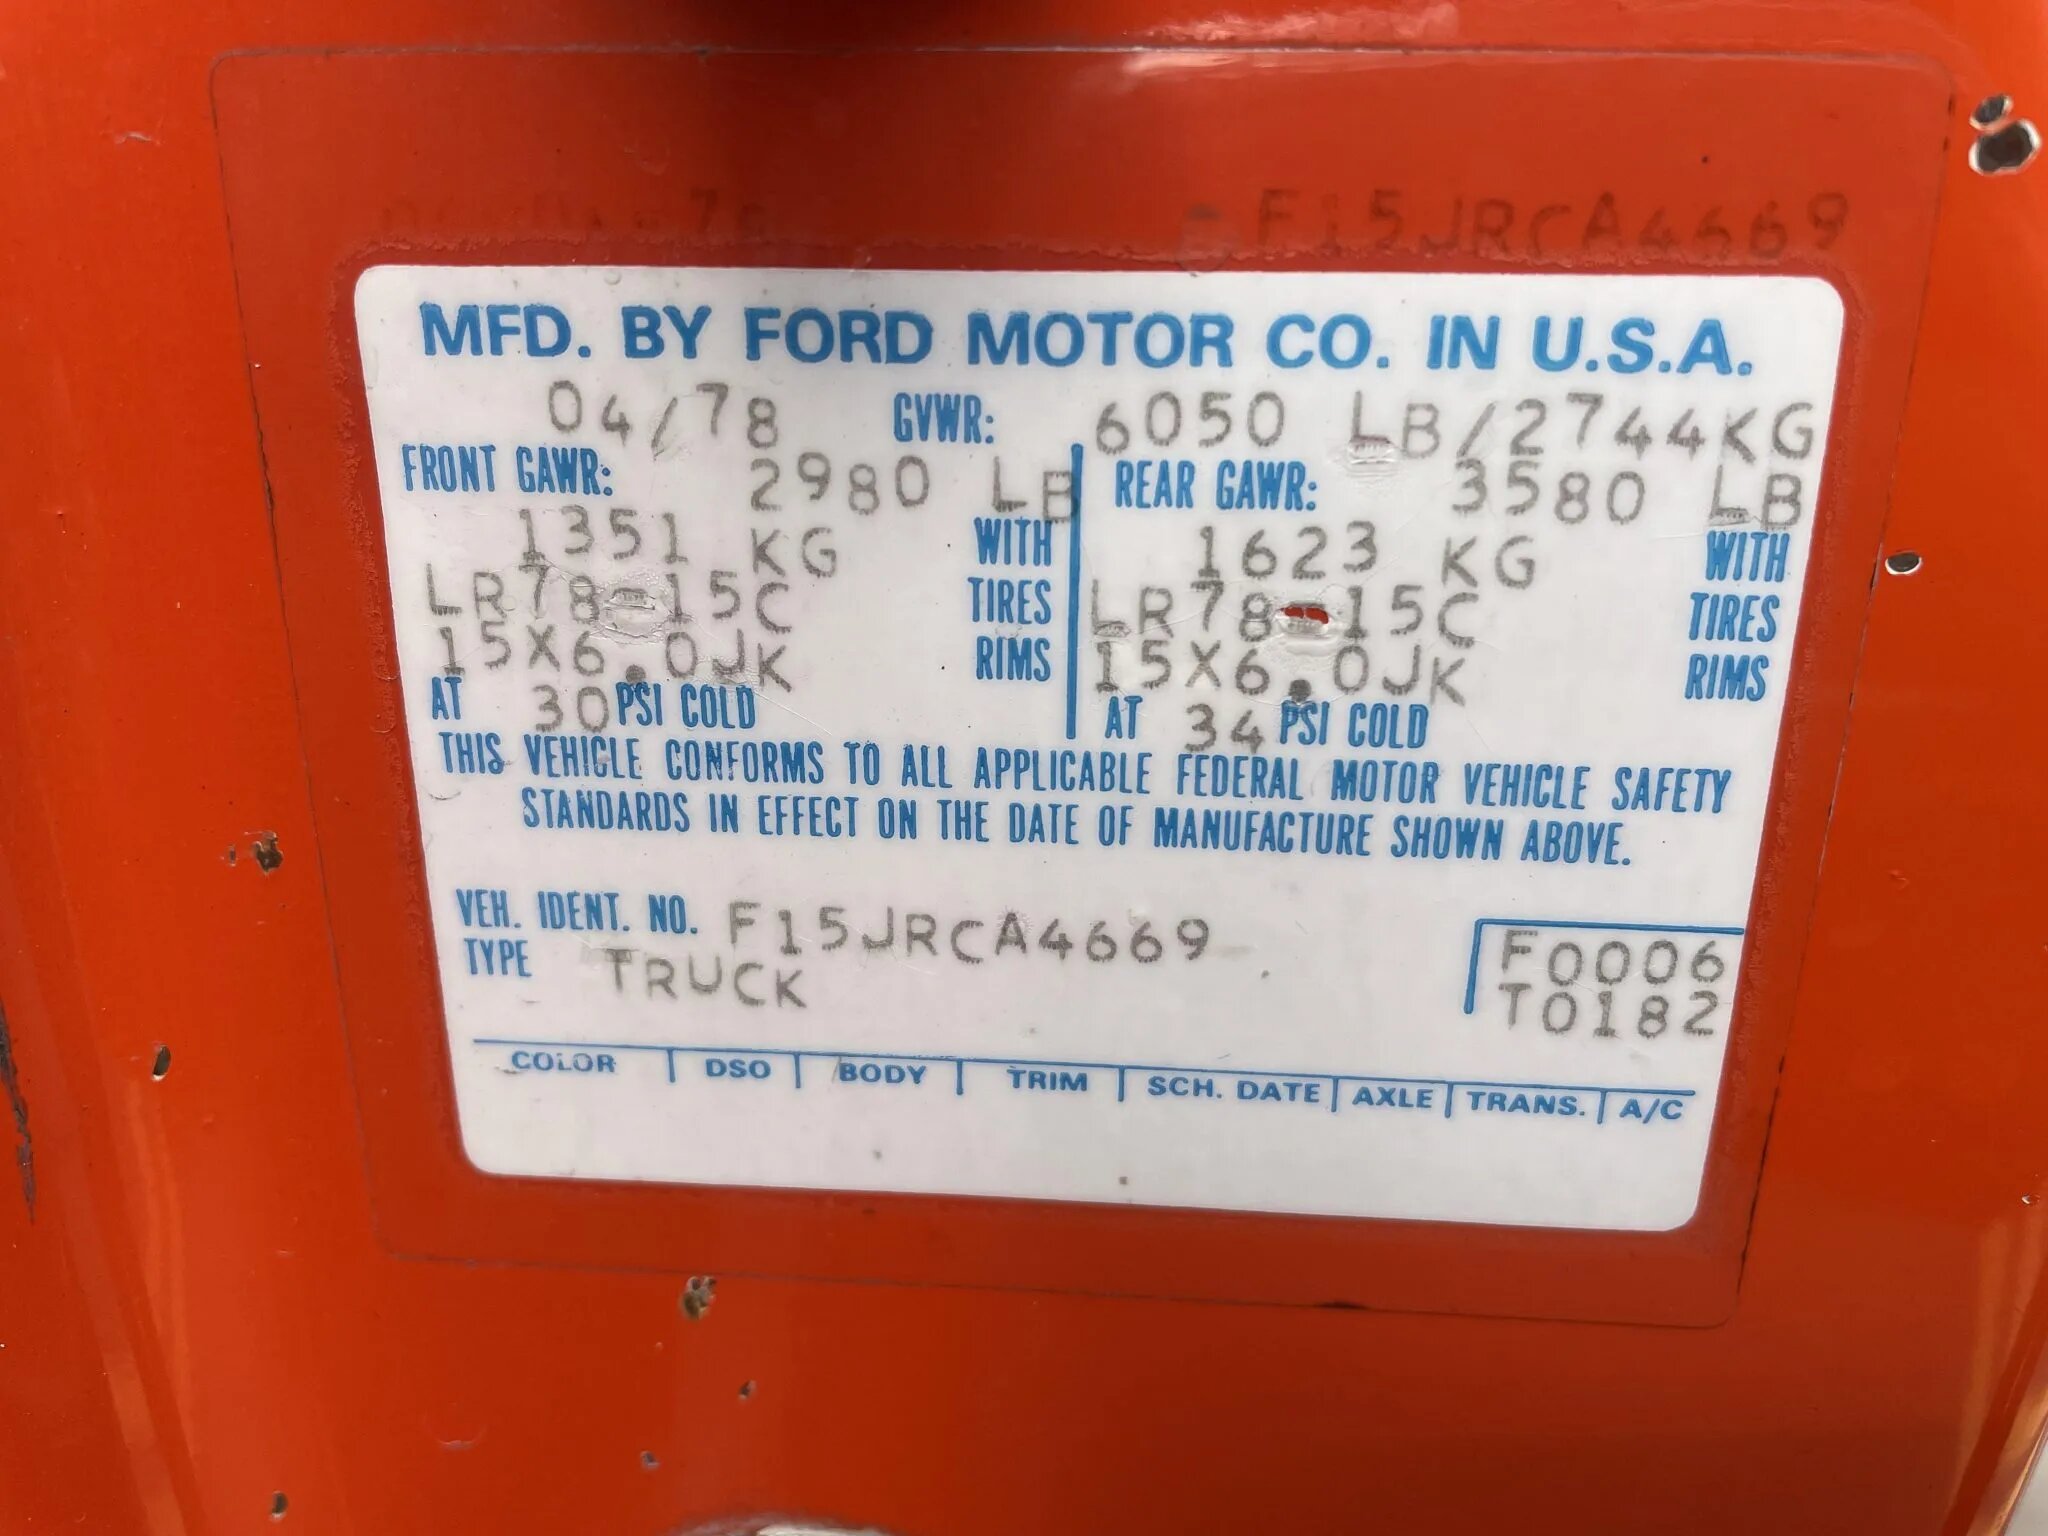 F15JRCA4669
MFD. BY FORD MOTOR CO. IN U.S.A.
04/78 GVWR: 6050 LB/2744KG
FRONT GAWR: 2980 LB REAR GAWR: 3580 LB
1351 KG WITH 1623 KG WITH
LR78-15C TIRES LR78-15C TIRES
15X6.0JK RIMS 15X6.0JK RIMS
AT 30 PSI COLD AT 34 PSI COLD
THIS VEHICLE CONFORMS TO ALL APPLICABLE FEDERAL MOTOR VEHICLE SAFETY
STANDARDS IN EFFECT ON THE DATE OF MANUFACTURE SHOWN ABOVE.
VEH. IDENT. NO. F15JRCA4669 F0006
TYPE TRUCK T0182
COLOR DSO BODY TRIM SCH. DATE AXLE TRANS. A/C